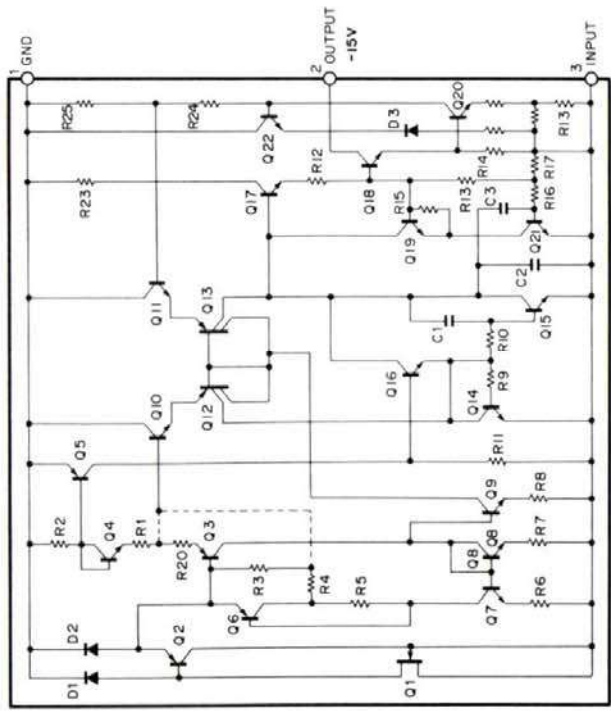 1 GND
2 OUTPUT
-15V
3 INPUT
R25
R24
Q22
D3
Q20
R13
R23
R12
Q17
Q18
R14
R17
R16
R13
R15
Q19
C3
Q21
Q11
Q13
C2
Q12
Q10
Q16
C1
R10
R9
Q15
Q14
Q5
R11
R2
Q4
R1
R20
Q3
R3
R4
R5
Q6
Q9
R8
Q8
Q8
R7
Q7
R6
D2
D1
Q2
Q1